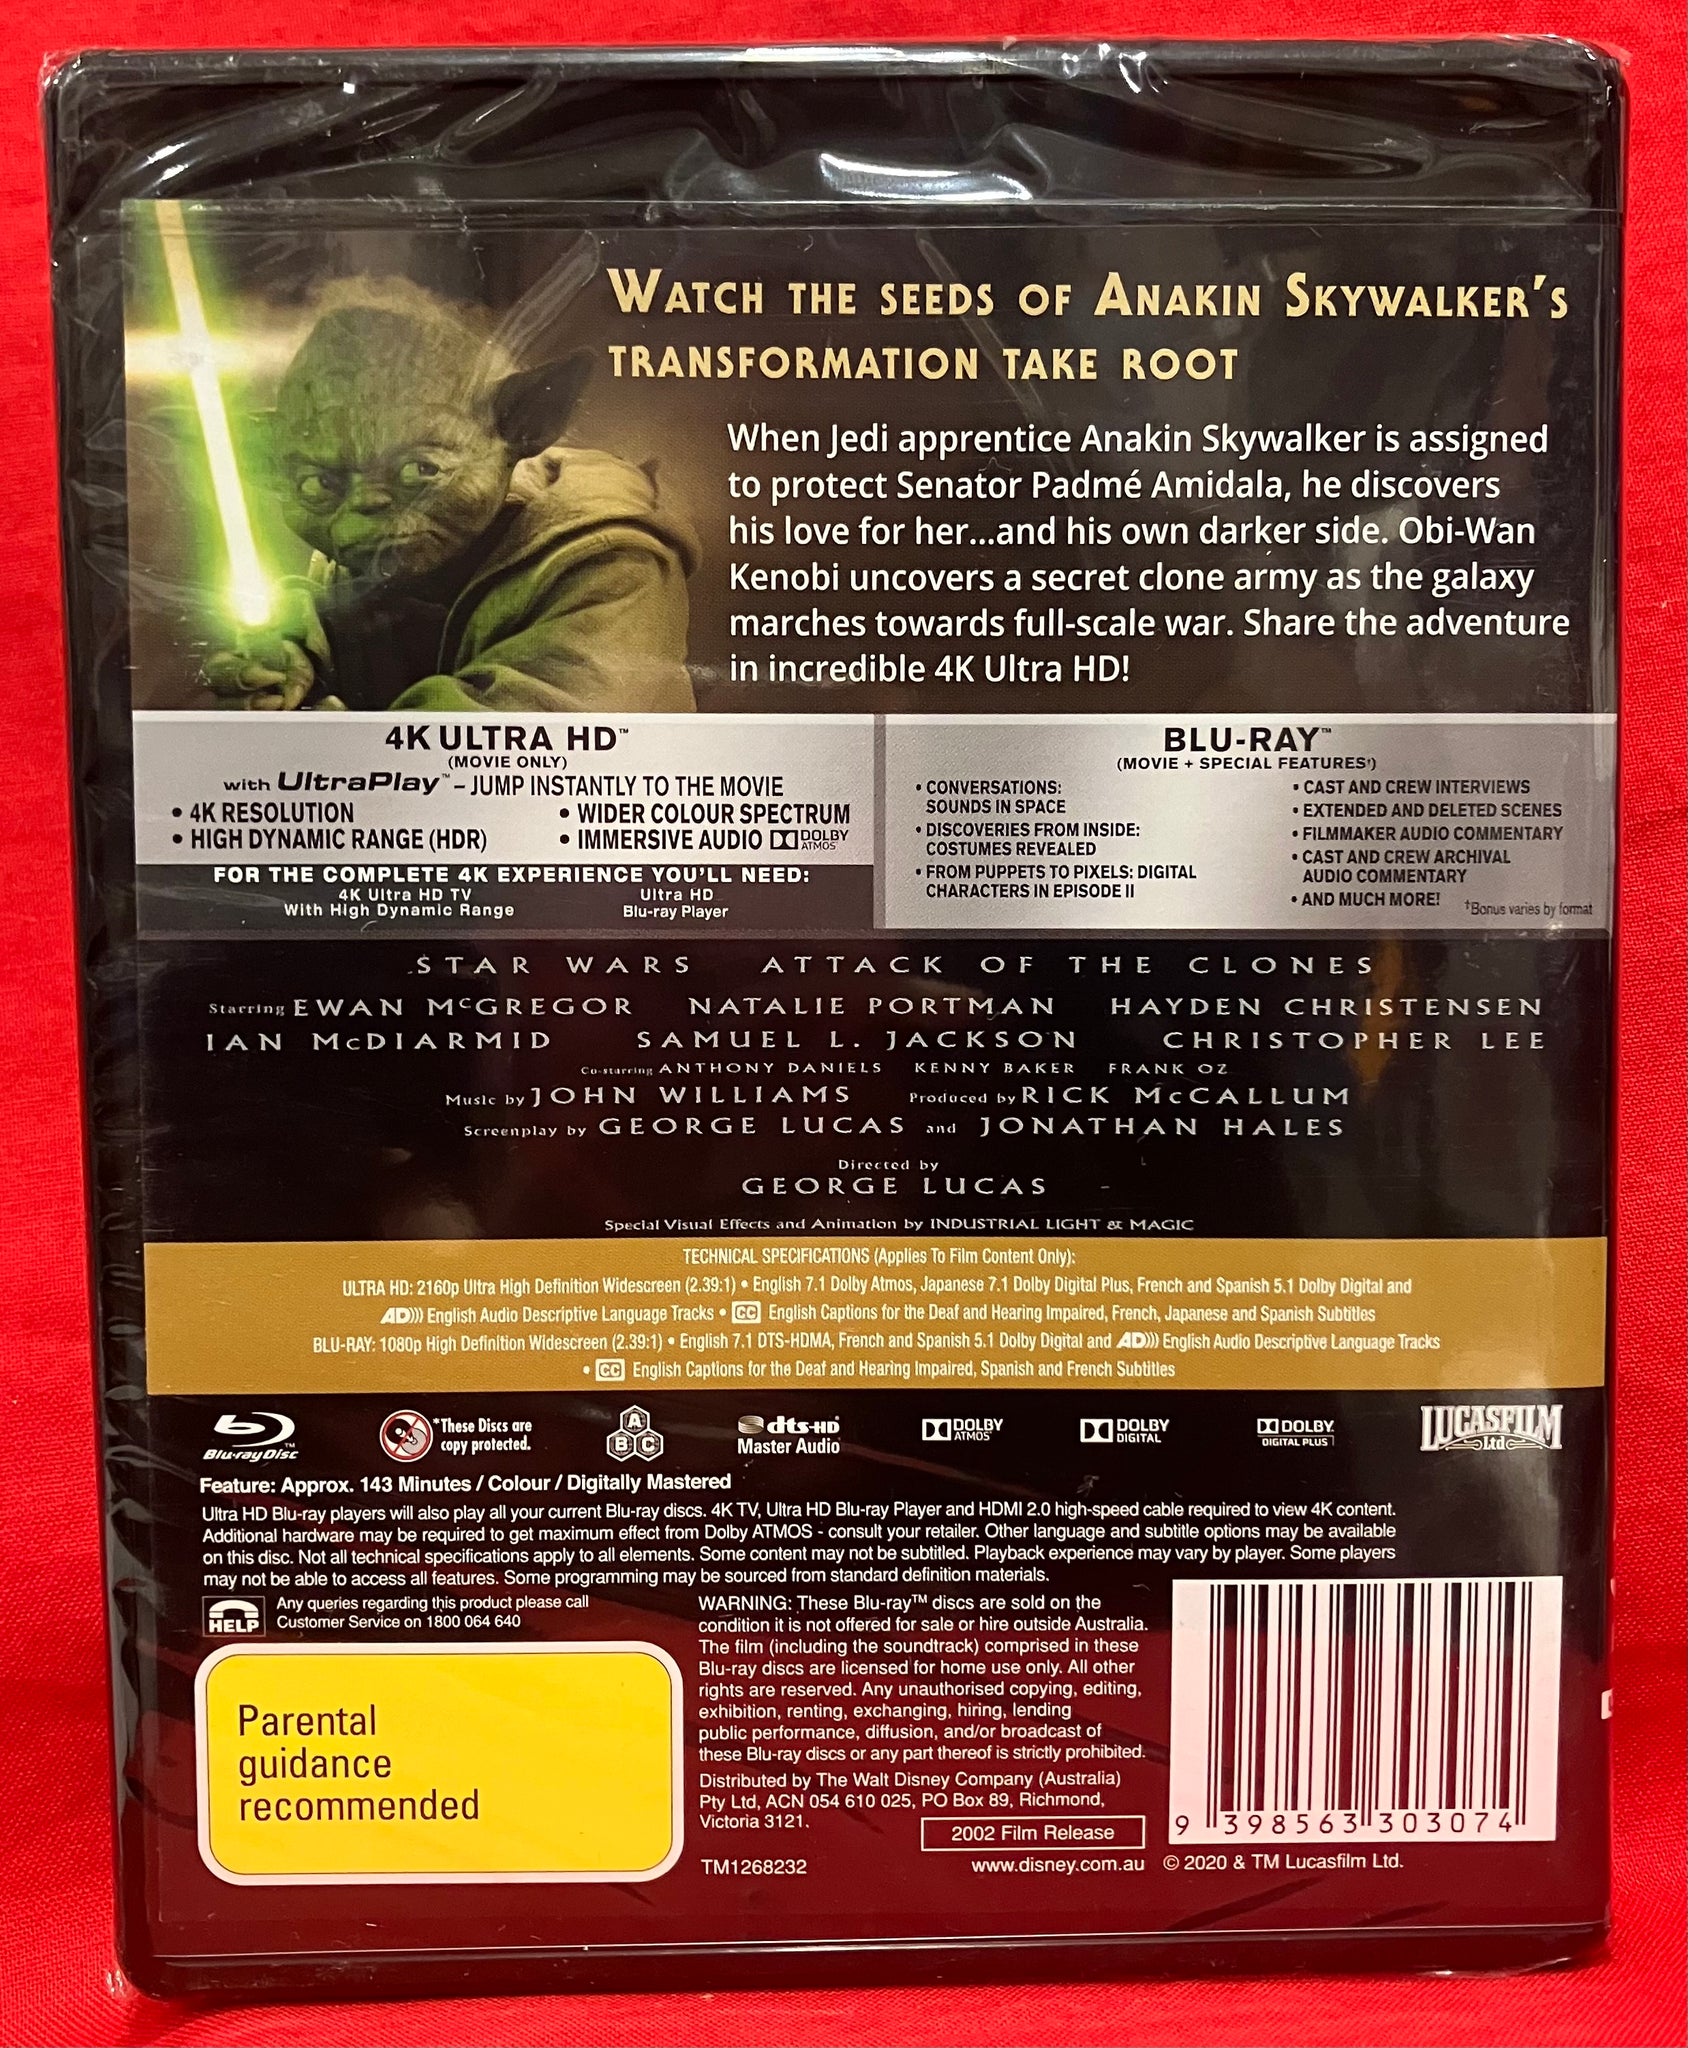 WATCH THE SEEDS OF ANAKIN SKYWALKER'S
TRANSFORMATION TAKE ROOT
When Jedi apprentice Anakin Skywalker is assigned
to protect Senator Padmé Amidala, he discovers
his love for her...and his own darker side. Obi-Wan
Kenobi uncovers a secret clone army as the galaxy
marches towards full-scale war. Share the adventure
in incredible 4K Ultra HD!
4K ULTRA HD™
(MOVIE ONLY)
with UltraPlay™ – JUMP INSTANTLY TO THE MOVIE
• 4K RESOLUTION
• HIGH DYNAMIC RANGE (HDR)
• WIDER COLOUR SPECTRUM
• IMMERSIVE AUDIO DOLBY ATMOS
FOR THE COMPLETE 4K EXPERIENCE YOU'LL NEED:
4K Ultra HD TV
With High Dynamic Range
Ultra HD
Blu-ray Player
BLU-RAY™
(MOVIE + SPECIAL FEATURES†)
• CONVERSATIONS:
SOUNDS IN SPACE
• DISCOVERIES FROM INSIDE:
COSTUMES REVEALED
• FROM PUPPETS TO PIXELS: DIGITAL
CHARACTERS IN EPISODE II
• CAST AND CREW INTERVIEWS
• EXTENDED AND DELETED SCENES
• FILMMAKER AUDIO COMMENTARY
• CAST AND CREW ARCHIVAL
AUDIO COMMENTARY
• AND MUCH MORE!
†Bonus varies by format
STAR WARS ATTACK OF THE CLONES
Starring EWAN McGREGOR NATALIE PORTMAN HAYDEN CHRISTENSEN
IAN McDIARMID SAMUEL L. JACKSON CHRISTOPHER LEE
Co-starring ANTHONY DANIELS KENNY BAKER FRANK OZ
Music by JOHN WILLIAMS Produced by RICK McCALLUM
Screenplay by GEORGE LUCAS and JONATHAN HALES
Directed by
GEORGE LUCAS
Special Visual Effects and Animation by INDUSTRIAL LIGHT & MAGIC
TECHNICAL SPECIFICATIONS (Applies To Film Content Only):
ULTRA HD: 2160p Ultra High Definition Widescreen (2.39:1) • English 7.1 Dolby Atmos, Japanese 7.1 Dolby Digital Plus, French and Spanish 5.1 Dolby Digital and
AD))) English Audio Descriptive Language Tracks • CC English Captions for the Deaf and Hearing Impaired, French, Japanese and Spanish Subtitles
BLU-RAY: 1080p High Definition Widescreen (2.39:1) • English 7.1 DTS-HDMA, French and Spanish 5.1 Dolby Digital and AD))) English Audio Descriptive Language Tracks
• CC English Captions for the Deaf and Hearing Impaired, Spanish and French Subtitles
Blu-ray Disc™
*These Discs are
copy protected.
A
B C
dts-HD
Master Audio
DOLBY
ATMOS
DOLBY
DIGITAL
DOLBY
DIGITAL PLUS
LUCASFILM
Ltd
Feature: Approx. 143 Minutes / Colour / Digitally Mastered
Ultra HD Blu-ray players will also play all your current Blu-ray discs. 4K TV, Ultra HD Blu-ray Player and HDMI 2.0 high-speed cable required to view 4K content.
Additional hardware may be required to get maximum effect from Dolby ATMOS - consult your retailer. Other language and subtitle options may be available
on this disc. Not all technical specifications apply to all elements. Some content may not be subtitled. Playback experience may vary by player. Some players
may not be able to access all features. Some programming may be sourced from standard definition materials.
HELP
Any queries regarding this product please call
Customer Service on 1800 064 640
Parental
guidance
recommended
WARNING: These Blu-ray™ discs are sold on the
condition it is not offered for sale or hire outside Australia.
The film (including the soundtrack) comprised in these
Blu-ray discs are licensed for home use only. All other
rights are reserved. Any unauthorised copying, editing,
exhibition, renting, exchanging, hiring, lending
public performance, diffusion, and/or broadcast of
these Blu-ray discs or any part thereof is strictly prohibited.
Distributed by The Walt Disney Company (Australia)
Pty Ltd, ACN 054 610 025, PO Box 89, Richmond,
Victoria 3121.
2002 Film Release
TM1268232
www.disney.com.au
9 398563 303074
© 2020 & TM Lucasfilm Ltd.